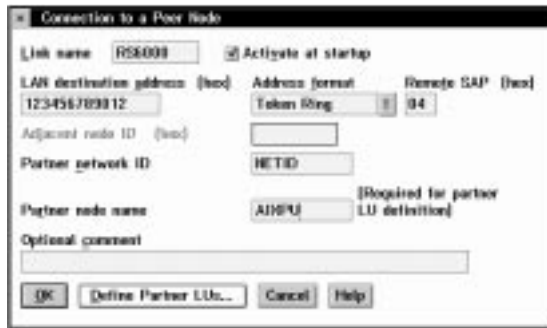 Connection to a Peer Node
Link name RS6000 Activate at startup
LAN destination address (hex) Address format Remote SAP (hex)
123456789012 Token Ring 04
Adjacent node ID (hex)
Partner network ID NETID
[Required for partner
Partner node name AIXPU LU definition]
Optional comment
OK Define Partner LUs... Cancel Help